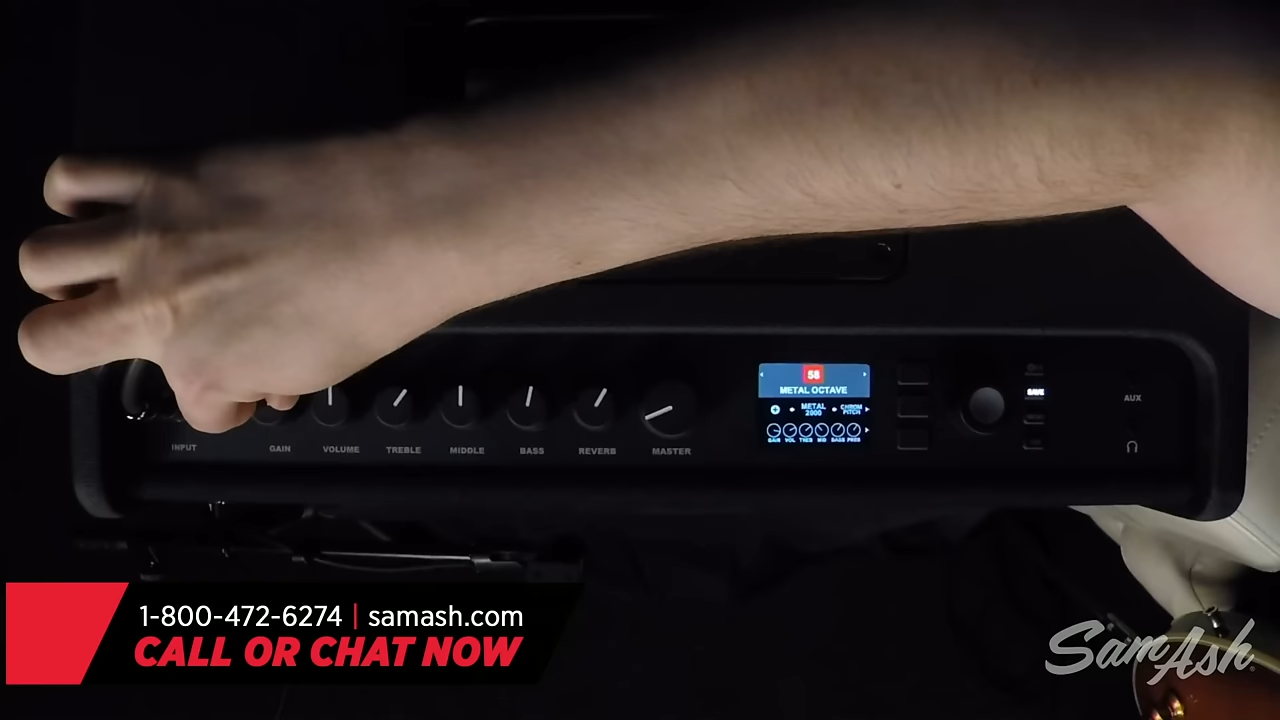 58
METAL OCTAVE
METAL 2000
CHROM PITCH
GAIN VOL TREB MID BASS PRES
INPUT GAIN VOLUME TREBLE MIDDLE BASS REVERB MASTER
SAVE
AUX
1-800-472-6274 | samash.com
CALL OR CHAT NOW
Sam Ash